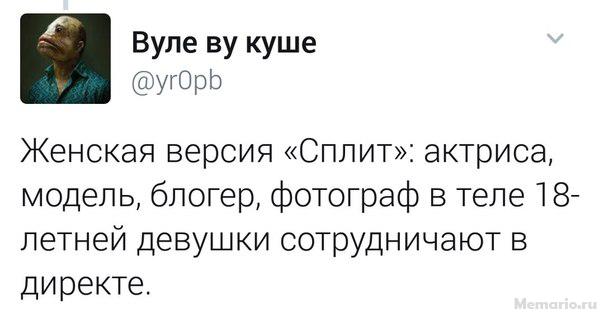 Вуле ву куше
@yr0pb
Женская версия «Сплит»: актриса,
модель, блогер, фотограф в теле 18-
летней девушки сотрудничают в
директе.
Memario.ru